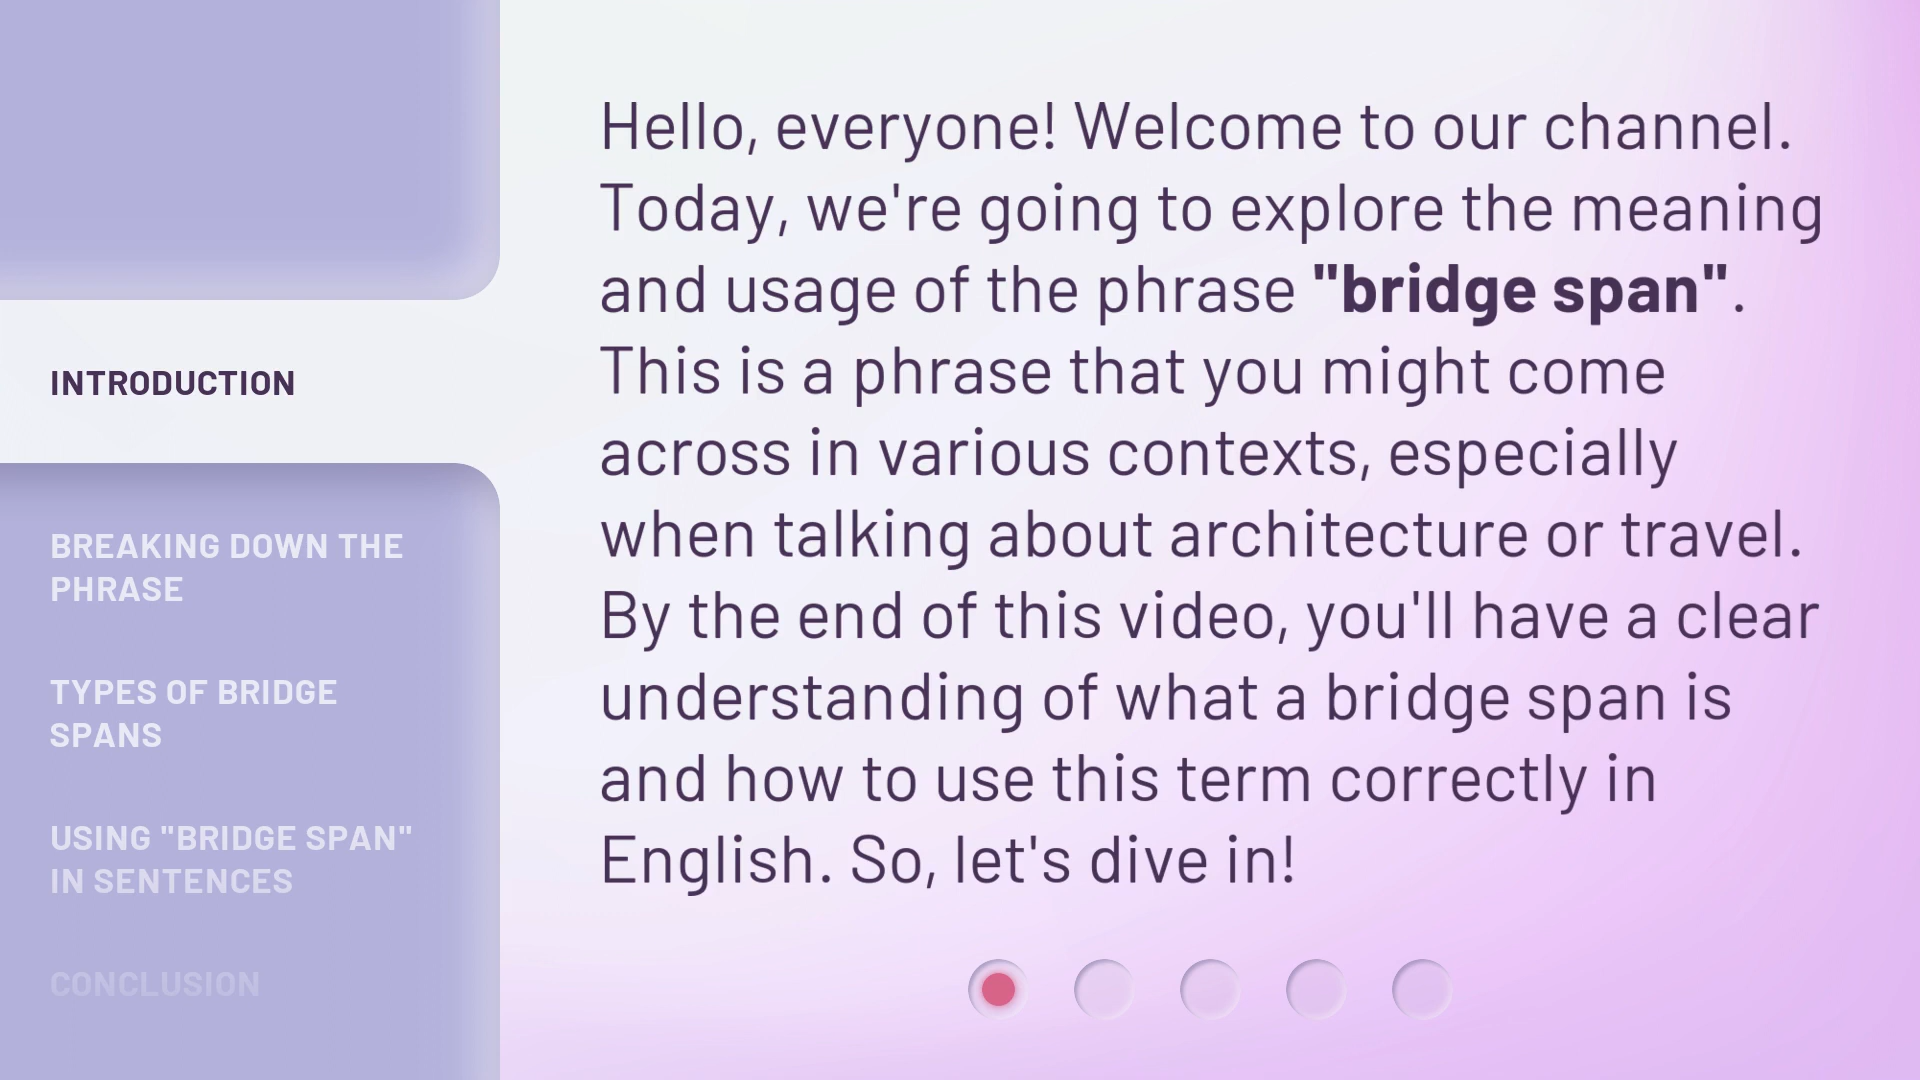 INTRODUCTION
BREAKING DOWN THE
PHRASE
TYPES OF BRIDGE
SPANS
USING "BRIDGE SPAN"
IN SENTENCES
CONCLUSION
Hello, everyone! Welcome to our channel.
Today, we're going to explore the meaning
and usage of the phrase "bridge span".
This is a phrase that you might come
across in various contexts, especially
when talking about architecture or travel.
By the end of this video, you'll have a clear
understanding of what a bridge span is
and how to use this term correctly in
English. So, let's dive in!